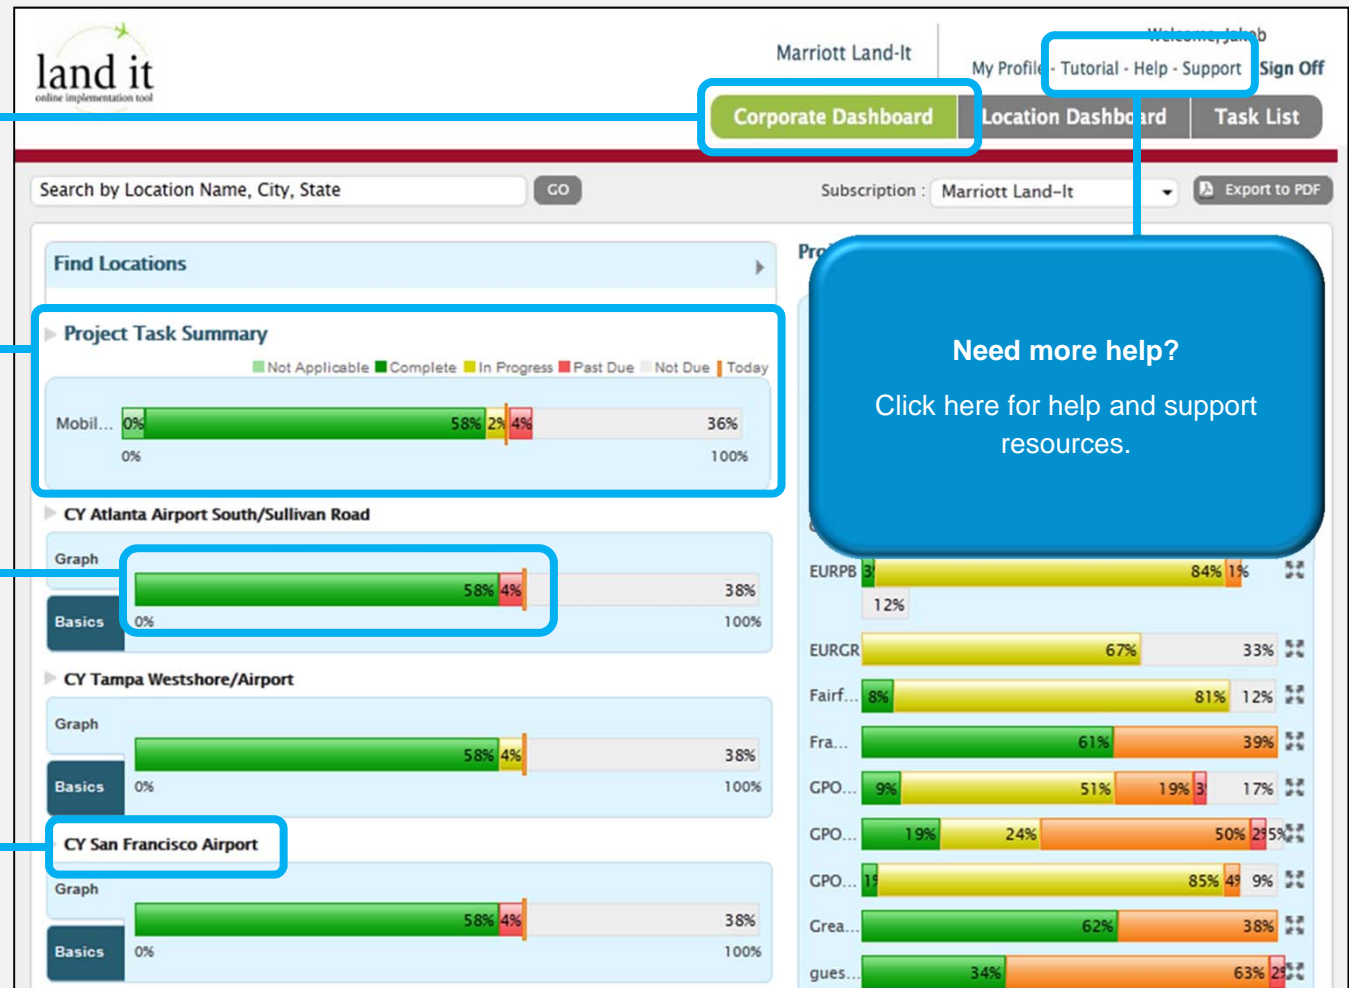 land it
online implementation tool
Marriott Land-It
Welcome, Jakob
My Profile - Tutorial - Help - Support
Sign Off
Corporate Dashboard
Location Dashboard
Task List
Search by Location Name, City, State
GO
Subscription :
Marriott Land-It
Export to PDF
Find Locations
Project Task Summary
Not Applicable Complete In Progress Past Due Not Due Today
Mobil... 0% 58% 2% 4% 36%
0% 100%
CY Atlanta Airport South/Sullivan Road
Graph
58% 4% 38%
Basics 0% 100%
CY Tampa Westshore/Airport
Graph
58% 4% 38%
Basics 0% 100%
CY San Francisco Airport
Graph
58% 4% 38%
Basics 0% 100%
Need more help?
Click here for help and support
resources.
EURPB 84% 1%
12%
EURGR 67% 33%
Fairf... 8% 81% 12%
Fra... 61% 39%
GPO... 9% 51% 19% 17%
GPO... 19% 24% 50% 5%
GPO... 85% 9%
Grea... 62% 38%
gues... 34% 63%